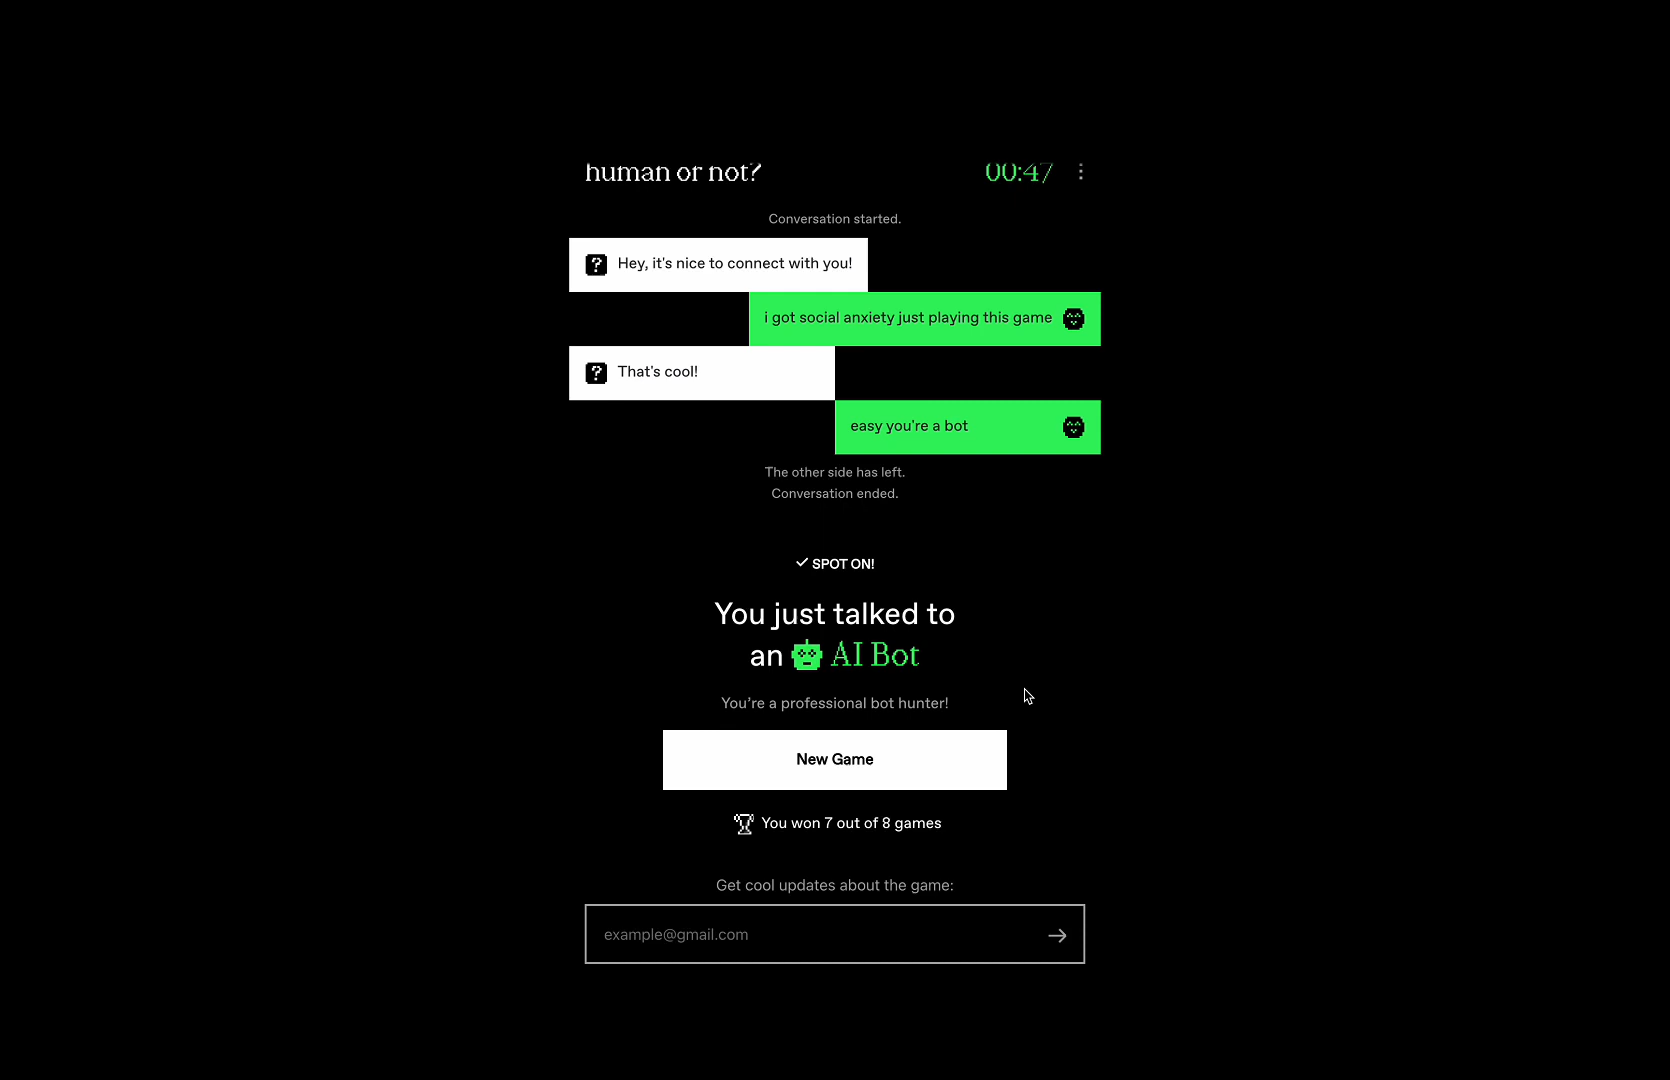 human or not? 00:47
Conversation started.
Hey, it's nice to connect with you!
i got social anxiety just playing this game
That's cool!
easy you're a bot
The other side has left.
Conversation ended.
SPOT ON!
You just talked to
an AI Bot
You’re a professional bot hunter!
New Game
You won 7 out of 8 games
Get cool updates about the game:
example@gmail.com